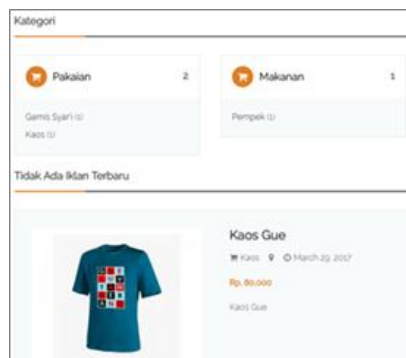 Kategori
Pakaian 2
Makanan 1
Gamis Syar'i (1)
Kaos (1)
Pempek (1)
Tidak Ada Iklan Terbaru
Kaos Gue
Kaos March 29, 2017
Rp. 80,000
Kaos Gue